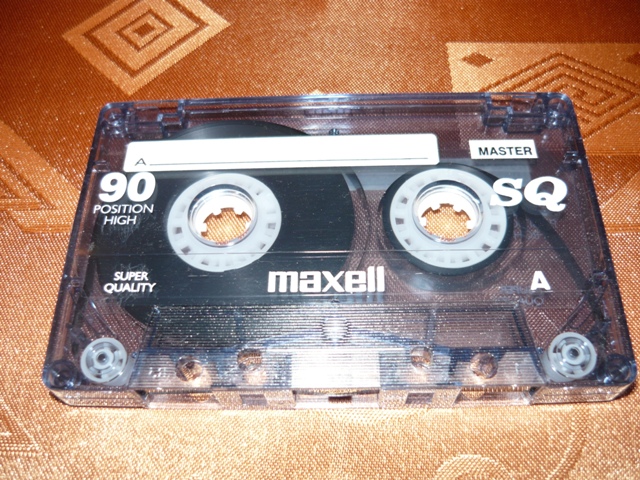 A
MASTER
90
POSITION
HIGH
SQ
SUPER
QUALITY
maxell
A